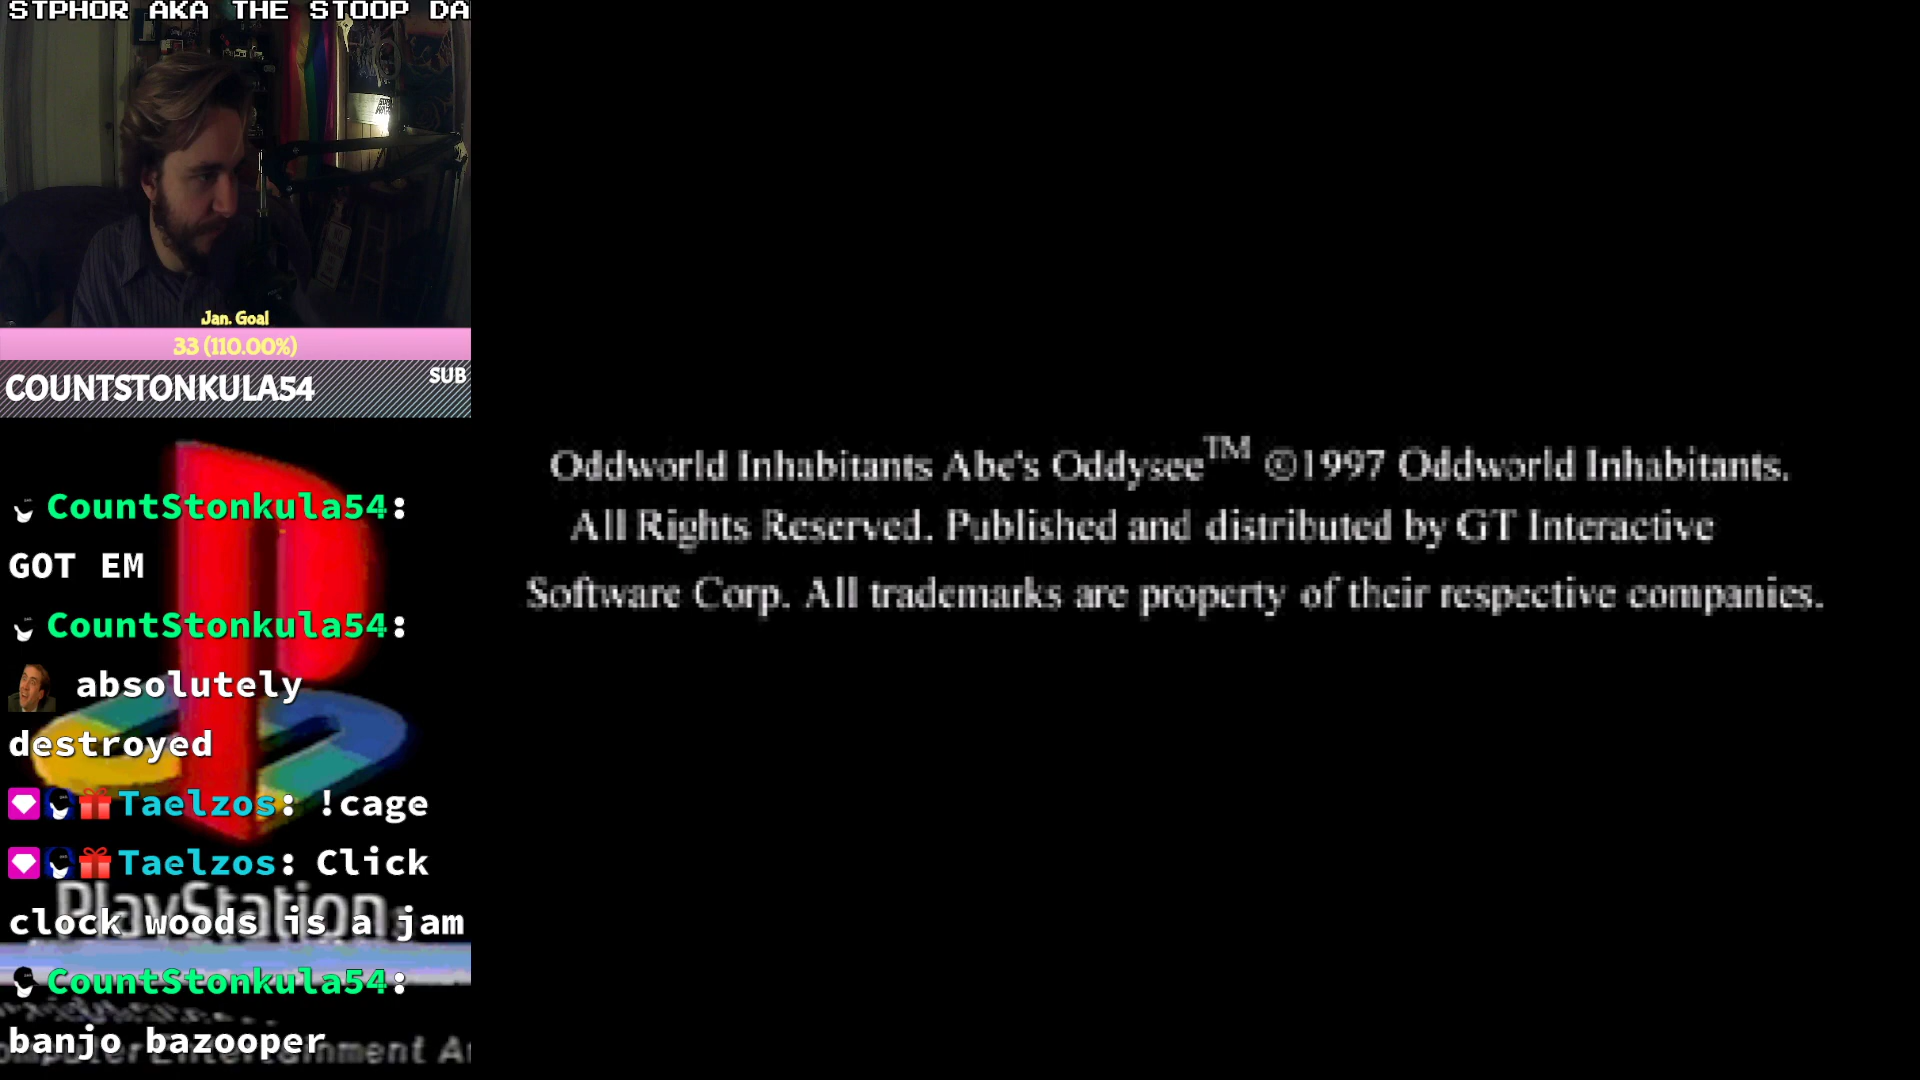 STPHOR AKA THE STOOP DA
Jan. Goal
33 (110.00%)
COUNTSTONKULA54
SUB
CountStonkula54:
GOT EM
CountStonkula54:
absolutely
destroyed
Taelzos: !cage
Taelzos: Click
clock woods is a jam
CountStonkula54:
banjo bazooper
PlayStation
Oddworld Inhabitants Abe's Oddysee™ ©1997 Oddworld Inhabitants.
All Rights Reserved. Published and distributed by GT Interactive
Software Corp. All trademarks are property of their respective companies.